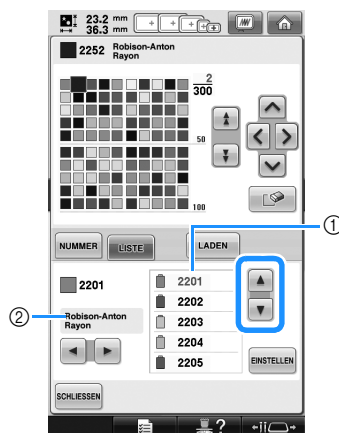 23.2 mm
36.3 mm
2252 Robison-Anton
Rayon
2
300
50
100
NUMMER LISTE LADEN
①
2201
2201
2202
②
Robison-Anton
Rayon
2203
2204
2205
EINSTELLEN
SCHLIESSEN
?